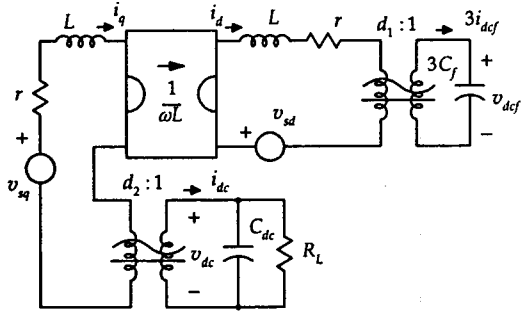 L i_q i_d L r d_1 : 1 3i_dcf
r 1/ωL 3C_f + v_dcf −
+ v_sq + v_sd
d_2 : 1 i_dc
+ v_dc − C_dc R_L